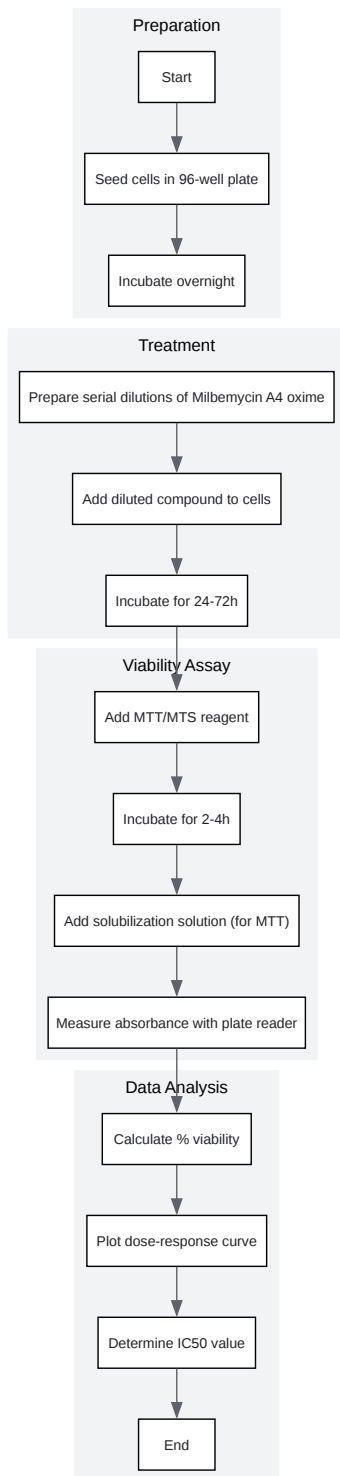 Preparation
Start
Seed cells in 96-well plate
Incubate overnight
Treatment
Prepare serial dilutions of Milbemycin A4 oxime
Add diluted compound to cells
Incubate for 24-72h
Viability Assay
Add MTT/MTS reagent
Incubate for 2-4h
Add solubilization solution (for MTT)
Measure absorbance with plate reader
Data Analysis
Calculate % viability
Plot dose-response curve
Determine IC50 value
End